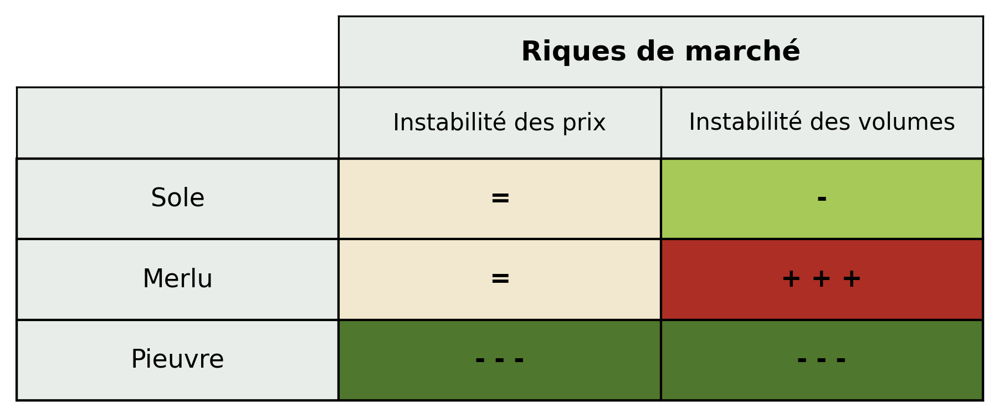 Riques de marché
Instabilité des prix Instabilité des volumes
Sole = -
Merlu = + + +
Pieuvre - - - - - -